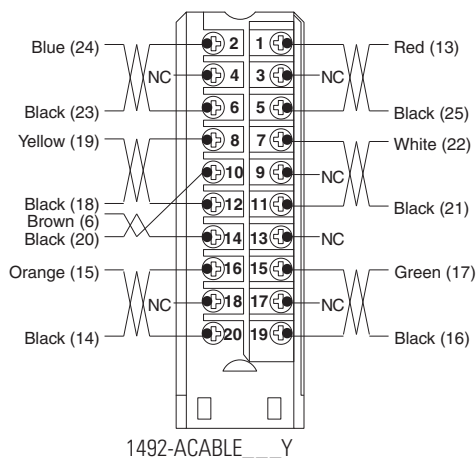 Blue (24) 2 1 Red (13)
NC 4 3 NC
Black (23) 6 5 Black (25)
Yellow (19) 8 7 White (22)
10 9 NC
Black (18) 12 11 Black (21)
Brown (6)
Black (20) 14 13 NC
Orange (15) 16 15 Green (17)
NC 18 17 NC
Black (14) 20 19 Black (16)
1492-ACABLE___Y